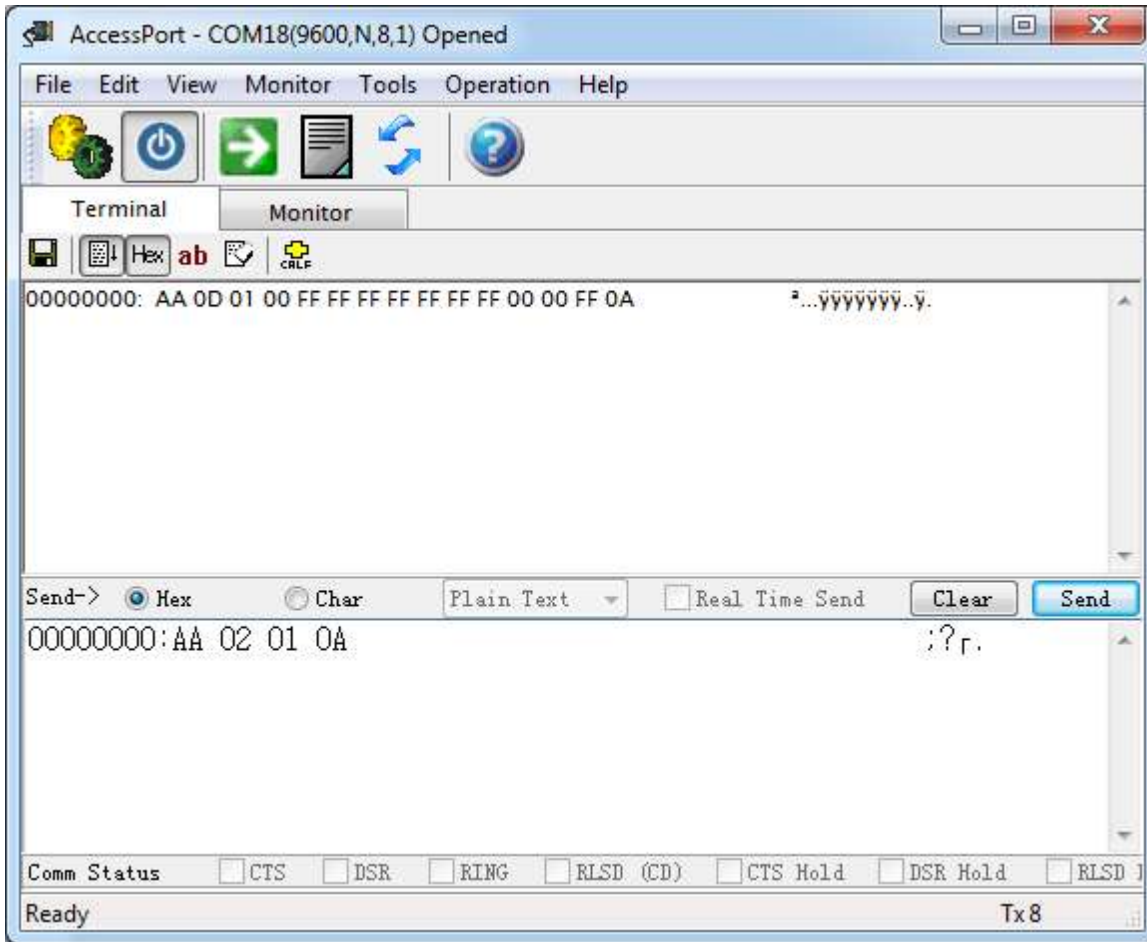 AccessPort - COM18(9600,N,8,1) Opened
File Edit View Monitor Tools Operation Help
Terminal Monitor
Hex ab CRLF
00000000: AA 0D 01 00 FF FF FF FF FF FF FF 00 00 FF 0A ª...ÿÿÿÿÿÿÿ..ÿ.
Send-> Hex Char Plain Text Real Time Send Clear Send
00000000:AA 02 01 0A ;?┌.
Comm Status CTS DSR RING RLSD (CD) CTS Hold DSR Hold RLSD
Ready Tx 8